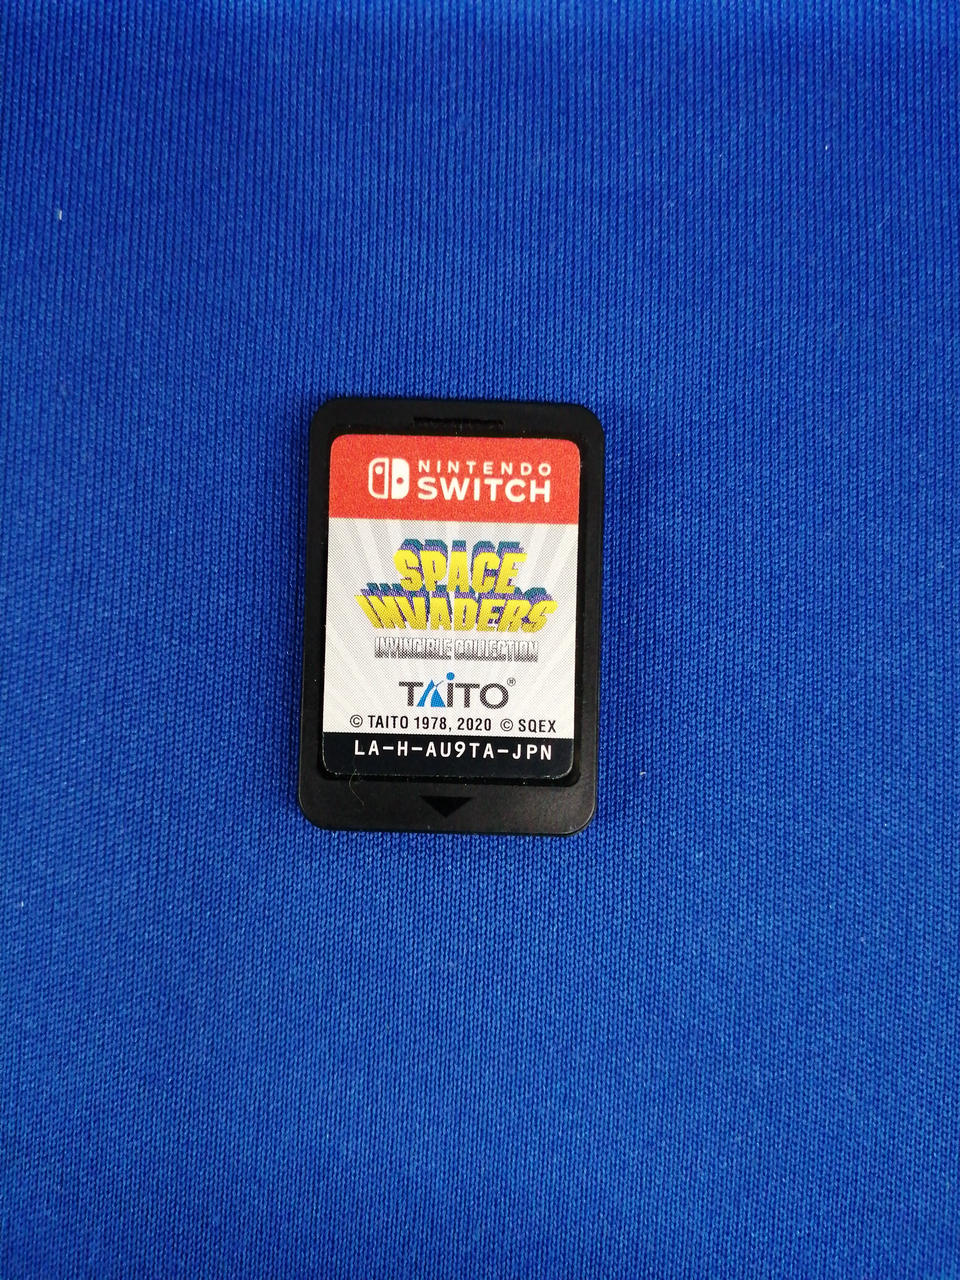 NINTENDO
SWITCH
SPACE
INVADERS
INVINCIBLE COLLECTION
TAITO®
© TAITO 1978, 2020 © SQEX
LA-H-AU9TA-JPN